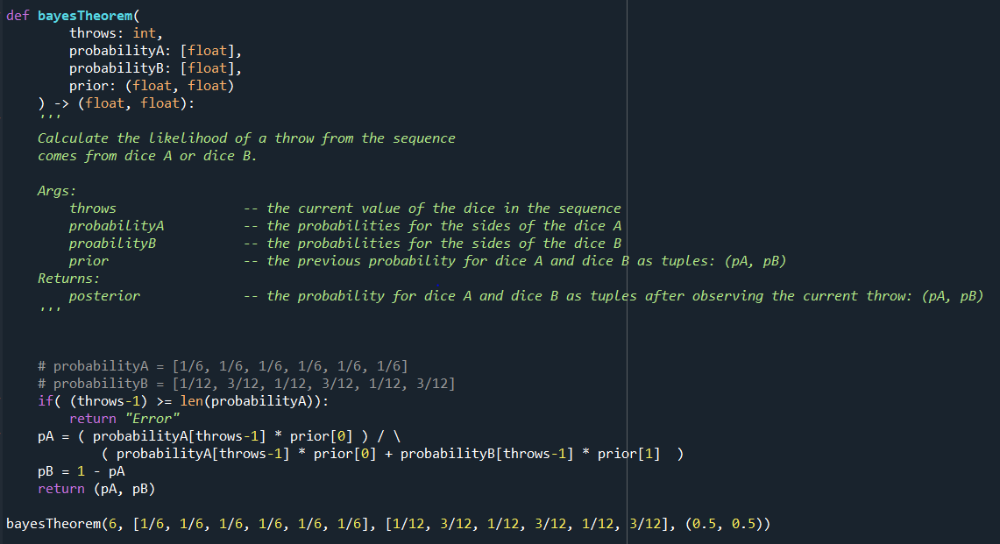 def bayesTheorem(
        throws: int,
        probabilityA: [float],
        probabilityB: [float],
        prior: (float, float)
    ) -> (float, float):
    '''
    Calculate the likelihood of a throw from the sequence
    comes from dice A or dice B.

    Args:
        throws                -- the current value of the dice in the sequence
        probabilityA          -- the probabilities for the sides of the dice A
        proabilityB           -- the probabilities for the sides of the dice B
        prior                 -- the previous probability for dice A and dice B as tuples: (pA, pB)
    Returns:
        posterior             -- the probability for dice A and dice B as tuples after observing the current throw: (pA, pB)
    '''

    # probabilityA = [1/6, 1/6, 1/6, 1/6, 1/6, 1/6]
    # probabilityB = [1/12, 3/12, 1/12, 3/12, 1/12, 3/12]
    if( (throws-1) >= len(probabilityA)):
        return "Error"
    pA = ( probabilityA[throws-1] * prior[0] ) / \
            ( probabilityA[throws-1] * prior[0] + probabilityB[throws-1] * prior[1]  )
    pB = 1 - pA
    return (pA, pB)

bayesTheorem(6, [1/6, 1/6, 1/6, 1/6, 1/6, 1/6], [1/12, 3/12, 1/12, 3/12, 1/12, 3/12], (0.5, 0.5))